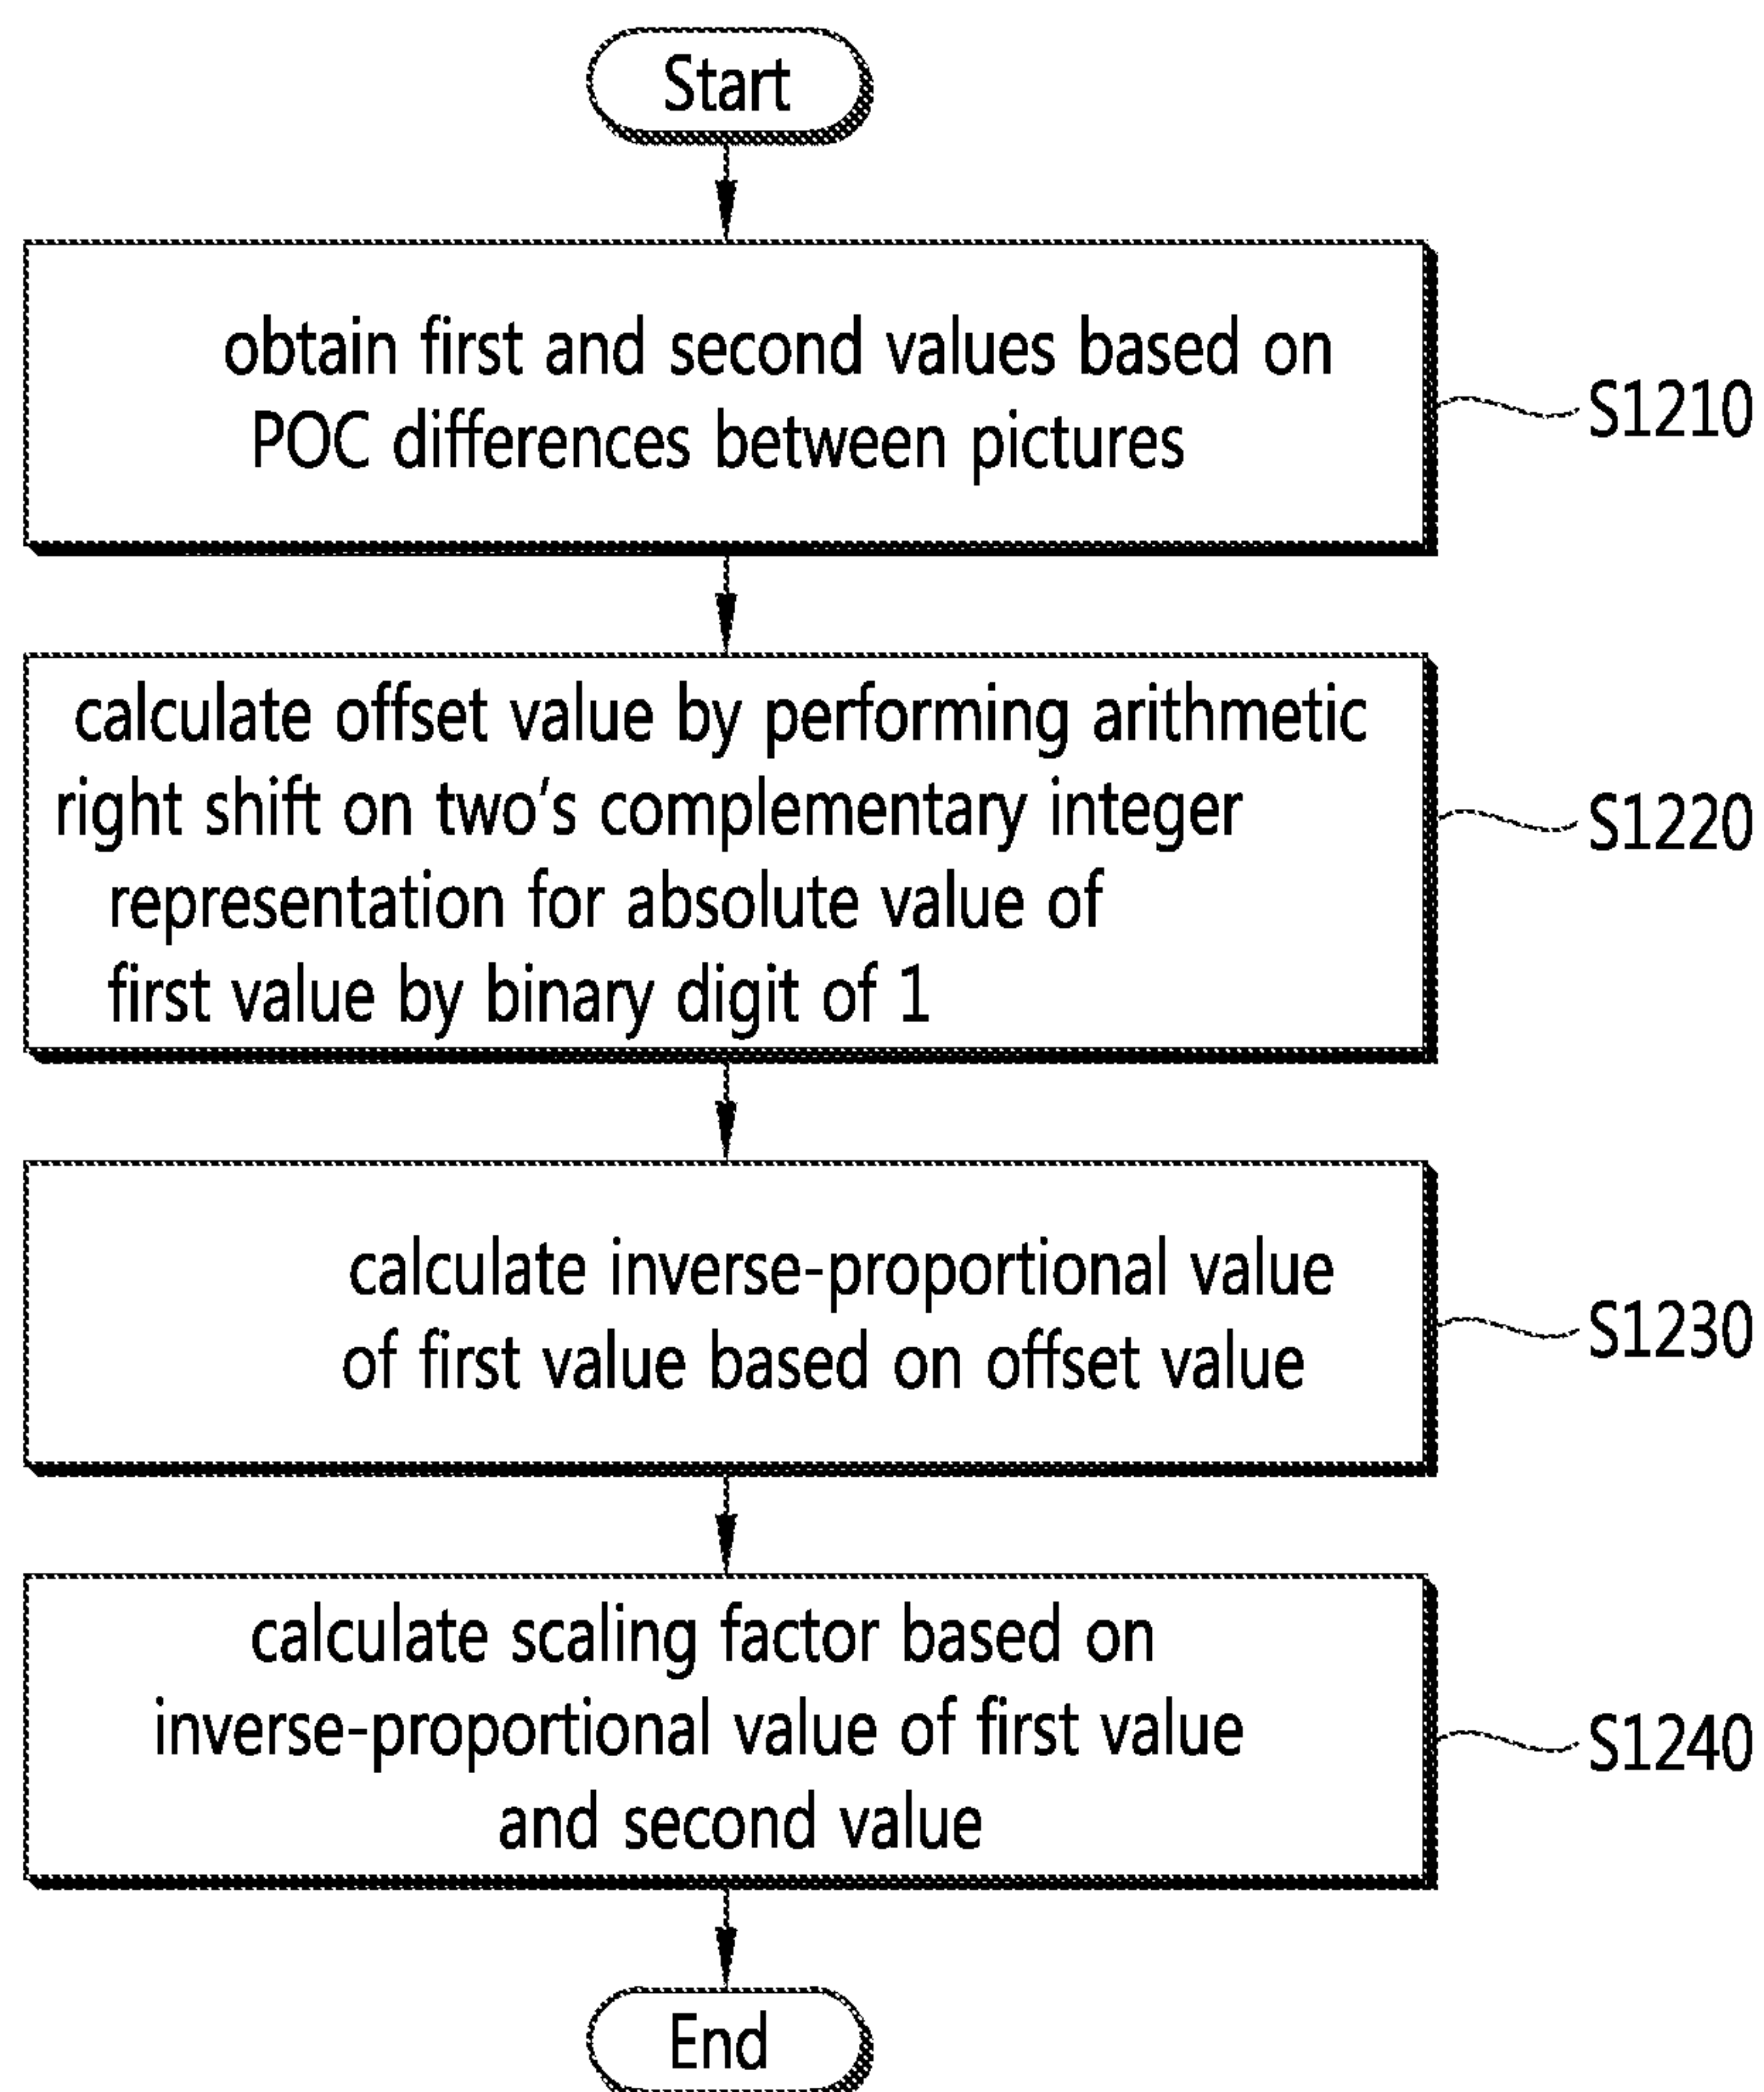 Start
obtain first and second values based on
POC differences between pictures
S1210
calculate offset value by performing arithmetic
right shift on two's complementary integer
representation for absolute value of
first value by binary digit of 1
S1220
calculate inverse-proportional value
of first value based on offset value
S1230
calculate scaling factor based on
inverse-proportional value of first value
and second value
S1240
End